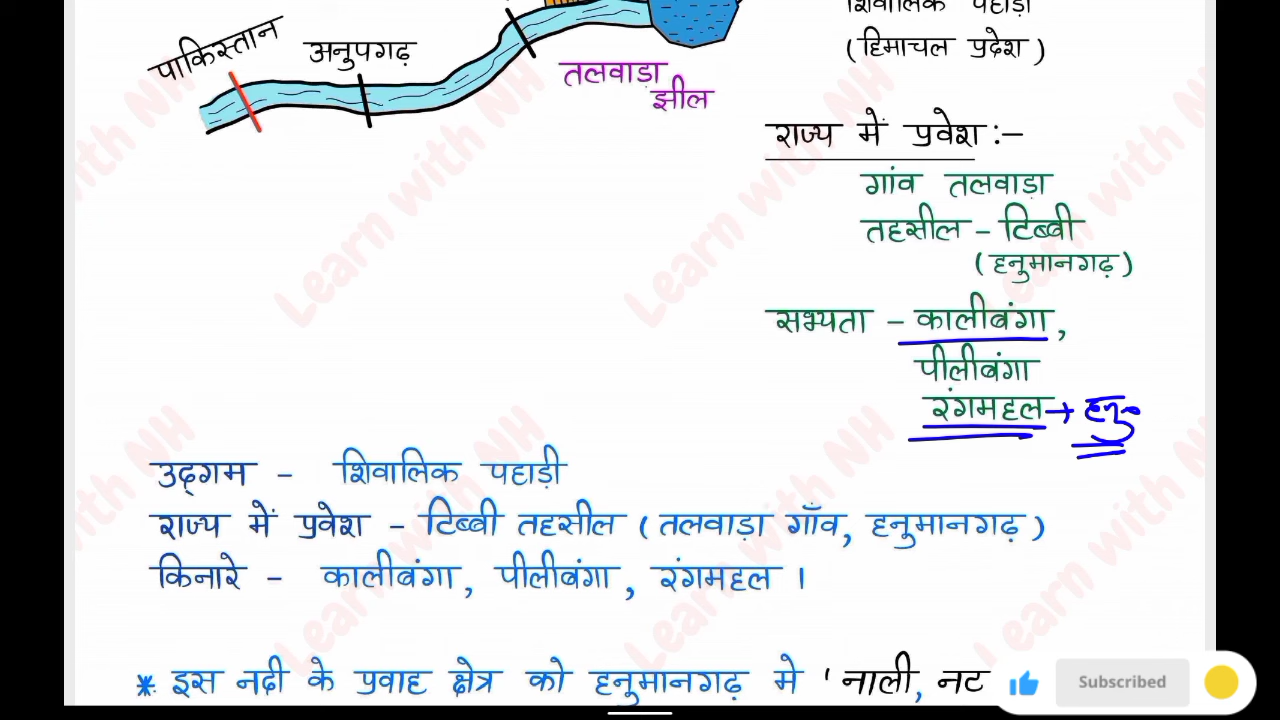 शिवालिक पहाड़ी
(हिमाचल प्रदेश)
पाकिस्तान
अनुपगढ़
तलवाड़ा
झील
राज्य में प्रवेश :-
गांव तलवाड़ा
तहसील - टिब्बी
(हनुमानगढ़)
सभ्यता - कालीबंगा,
पीलीबंगा
रंगमहल → हनु-
उद्गम - शिवालिक पहाड़ी
राज्य में प्रवेश - टिब्बी तहसील (तलवाड़ा गाँव, हनुमानगढ़)
किनारे - कालीबंगा, पीलीबंगा, रंगमहल ।
* इस नदी के प्रवाह क्षेत्र को हनुमानगढ़ मे ' नाली, नट
Subscribed
Learn with NH